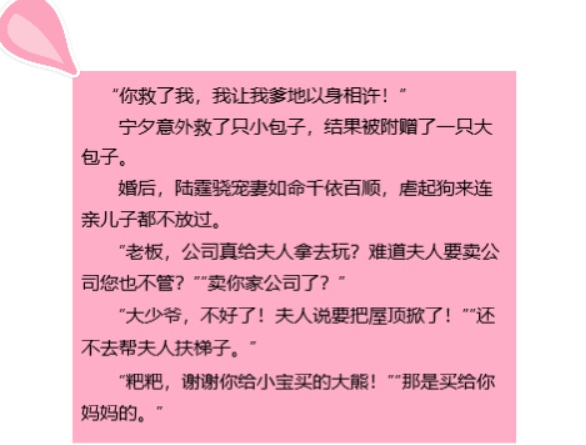 “你救了我，我让我爹地以身相许！”
宁夕意外救了只小包子，结果被附赠了一只大
包子。
婚后，陆霆骁宠妻如命千依百顺，虐起狗来连
亲儿子都不放过。
“老板，公司真给夫人拿去玩？难道夫人要卖公
司您也不管？”“卖你家公司了？”
“大少爷，不好了！夫人说要把屋顶掀了！”“还
不去帮夫人扶梯子。”
“粑粑，谢谢你给小宝买的大熊！”“那是买给你
妈妈的。”